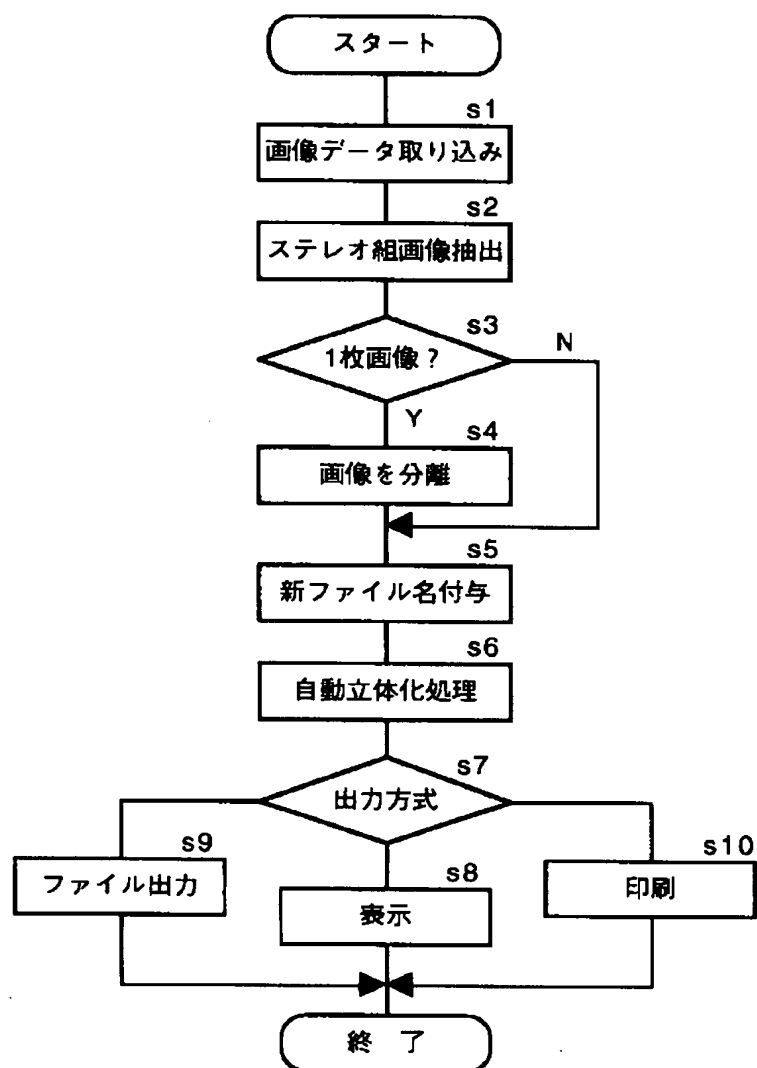 スタート
s1
画像データ取り込み
s2
ステレオ組画像抽出
s3
1枚画像？
N
Y
s4
画像を分離
s5
新ファイル名付与
s6
自動立体化処理
s7
出力方式
s9
ファイル出力
s8
表示
s10
印刷
終 了